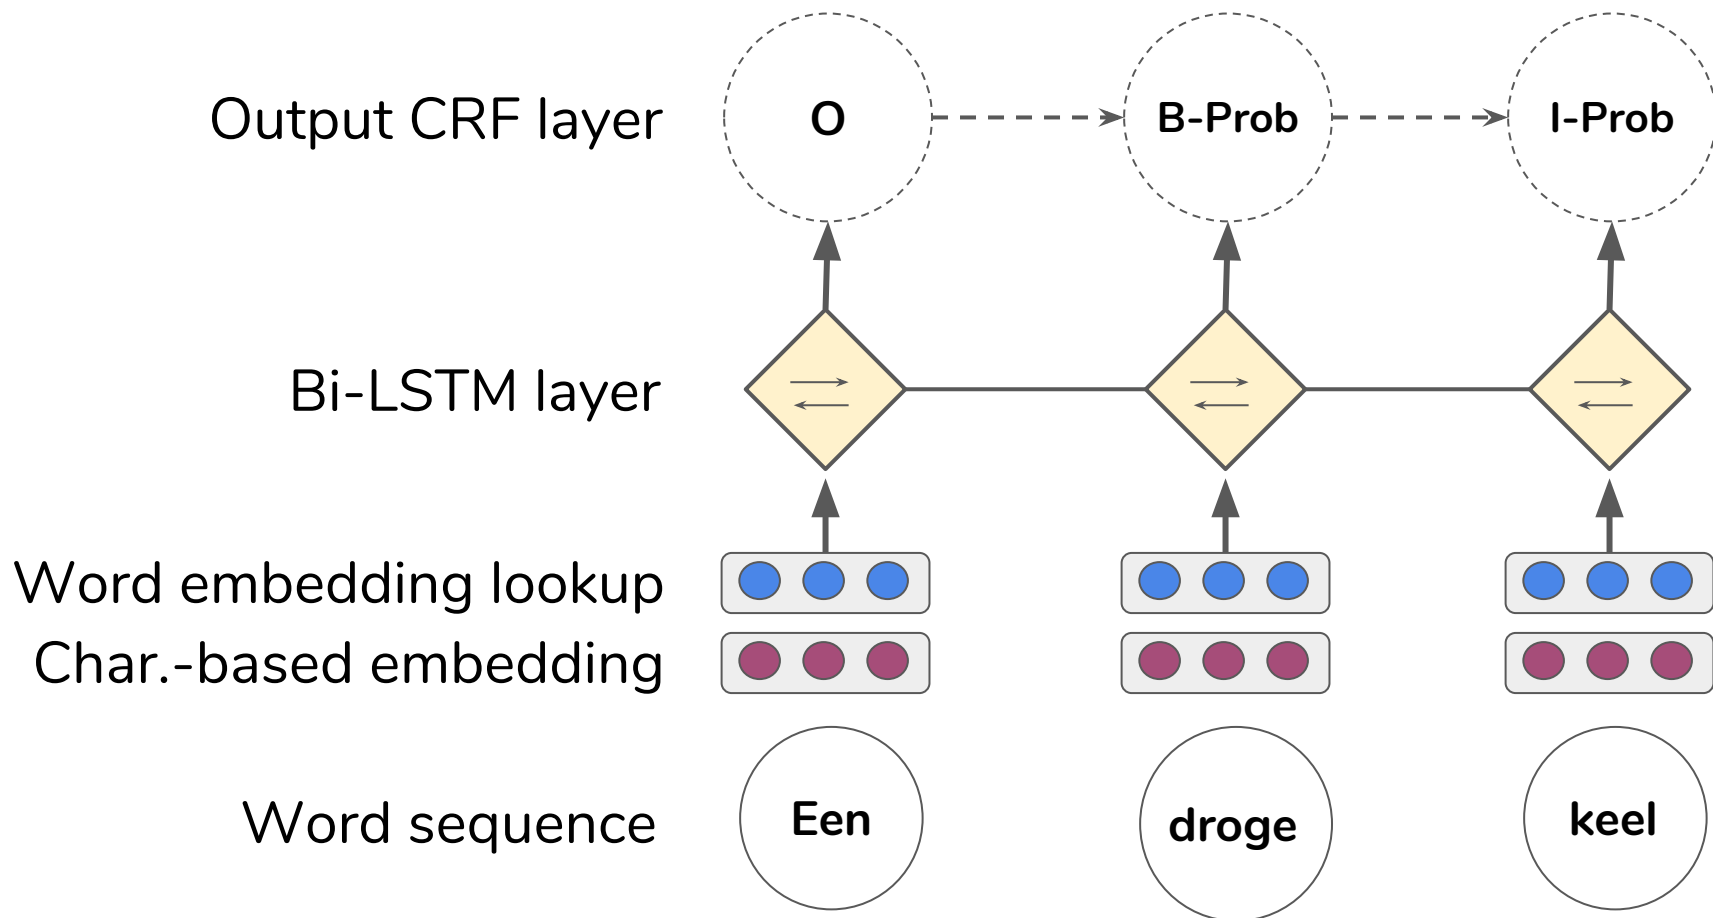 Output CRF layer
O
B-Prob
I-Prob
Bi-LSTM layer
Word embedding lookup
Char.-based embedding
Word sequence
Een
droge
keel